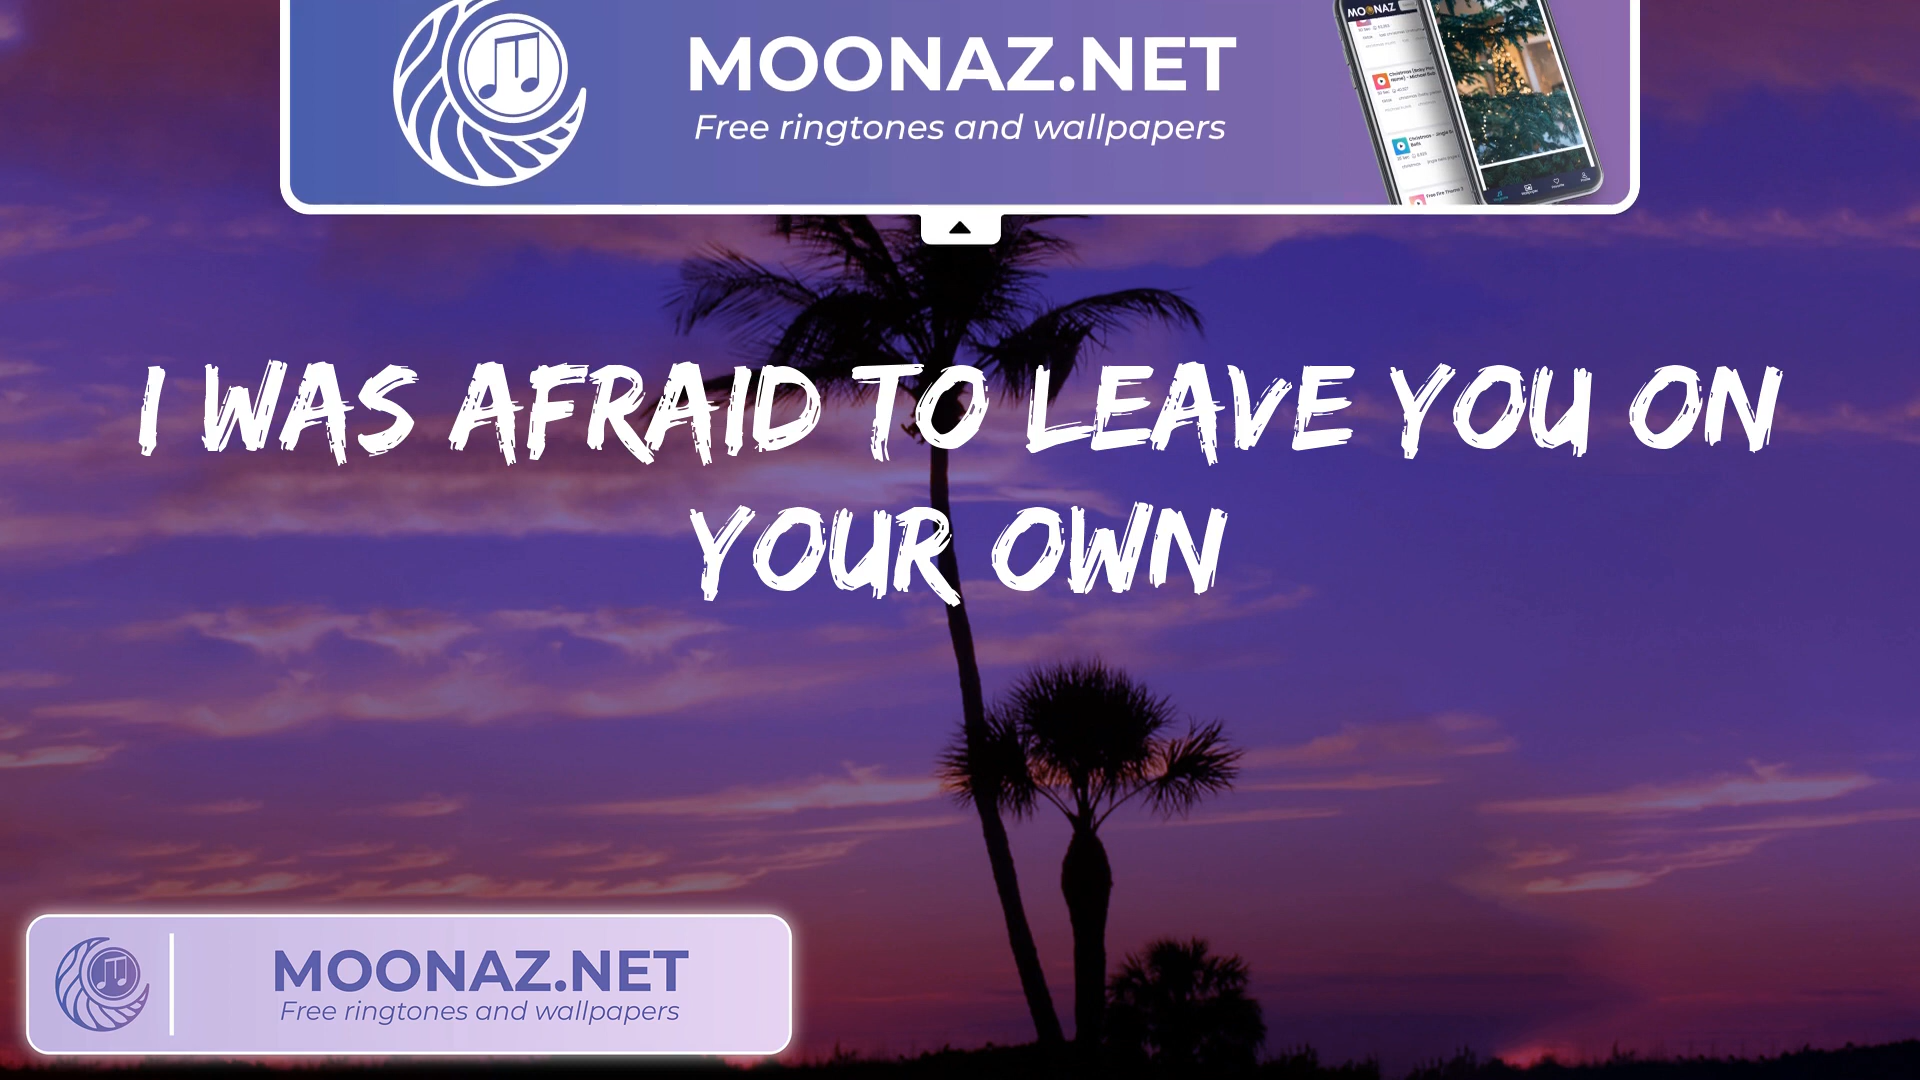 MOONAZ.NET
Free ringtones and wallpapers
MOONAZ
I WAS AFRAID TO LEAVE YOU ON
YOUR OWN
MOONAZ.NET
Free ringtones and wallpapers